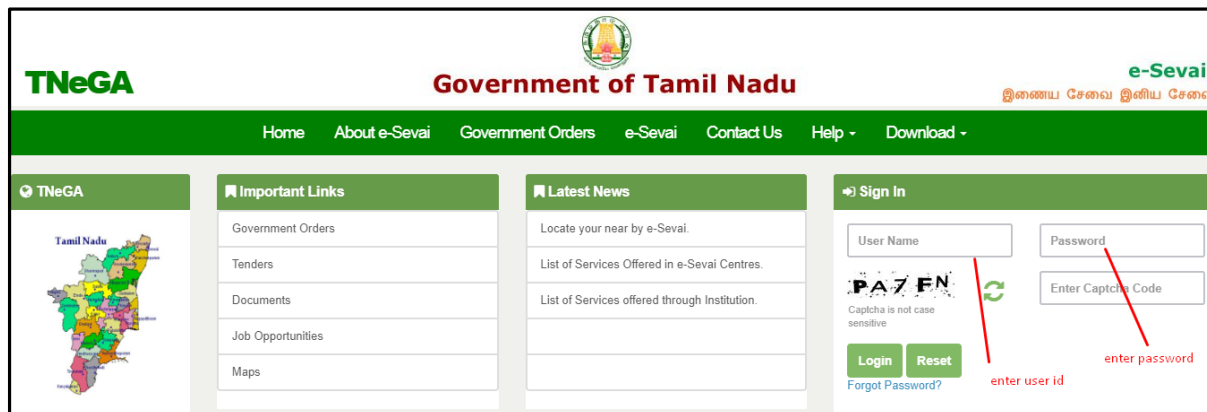 TNeGA
Government of Tamil Nadu
e-Sevai
இணைய சேவை இனிய சேவை
Home About e-Sevai Government Orders e-Sevai Contact Us Help Download
TNeGA
Tamil Nadu
Important Links
Government Orders
Tenders
Documents
Job Opportunities
Maps
Latest News
Locate your near by e-Sevai.
List of Services Offered in e-Sevai Centres.
List of Services offered through Institution.
Sign In
User Name
Password
PA7FN
Enter Captcha Code
Captcha is not case
sensitive
Login Reset
Forgot Password?
enter user id
enter password